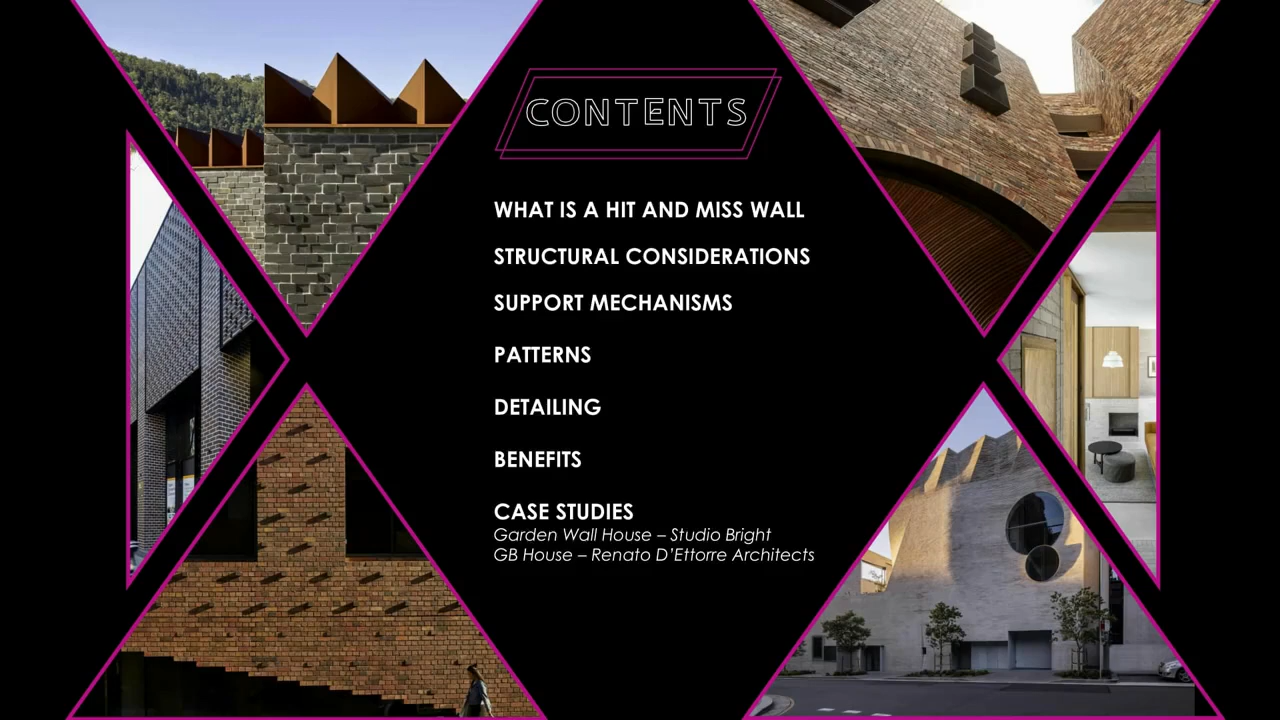 CONTENTS
WHAT IS A HIT AND MISS WALL
STRUCTURAL CONSIDERATIONS
SUPPORT MECHANISMS
PATTERNS
DETAILING
BENEFITS
CASE STUDIES
Garden Wall House – Studio Bright
GB House – Renato D'Ettorre Architects